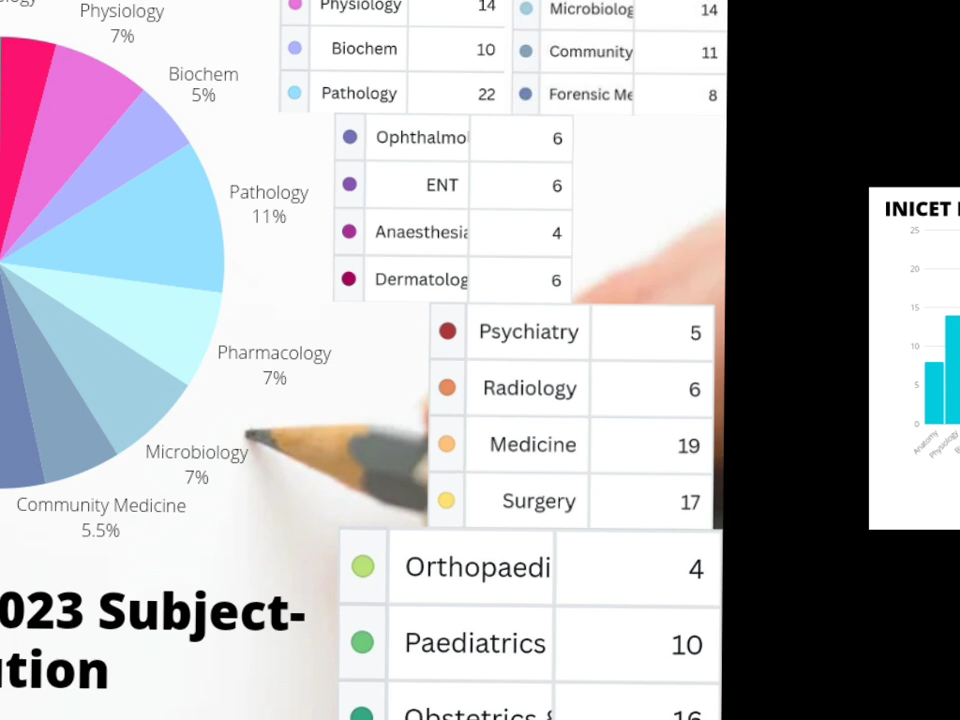 Physiology
7%
Biochem
5%
Pathology
11%
Pharmacology
7%
Microbiology
7%
Community Medicine
5.5%
023 Subject-
Physiology 14
Biochem 10
Pathology 22
Microbiolog 14
Community 11
Forensic Me 8
Ophthalmo 6
ENT 6
Anaesthesia 4
Dermatolog 6
Psychiatry 5
Radiology 6
Medicine 19
Surgery 17
Orthopaedi 4
Paediatrics 10
Obstetrics 16
INICET
25
20
15
10
5
0
Anatomy
Physiology